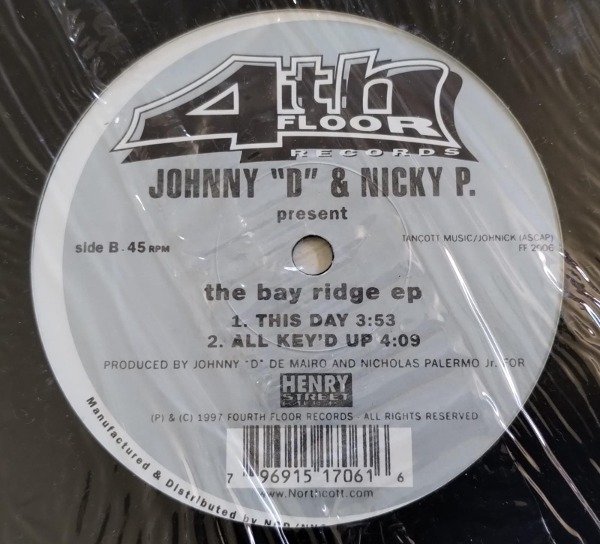 4th
FLOOR
RECORDS
JOHNNY "D" & NICKY P.
present
side B - 45 RPM
TANCOTT MUSIC/JOHNICK (ASCAP)
FF 2906
the bay ridge ep
1. THIS DAY 3:53
2. ALL KEY'D UP 4:09
PRODUCED BY JOHNNY "D" DE MAIRO AND NICHOLAS PALERMO Jr. FOR
HENRY
STREET
(P) & (C) 1997 FOURTH FLOOR RECORDS - ALL RIGHTS RESERVED
7 96915 17061 6
www.Northcott.com
Manufactured & Distributed by